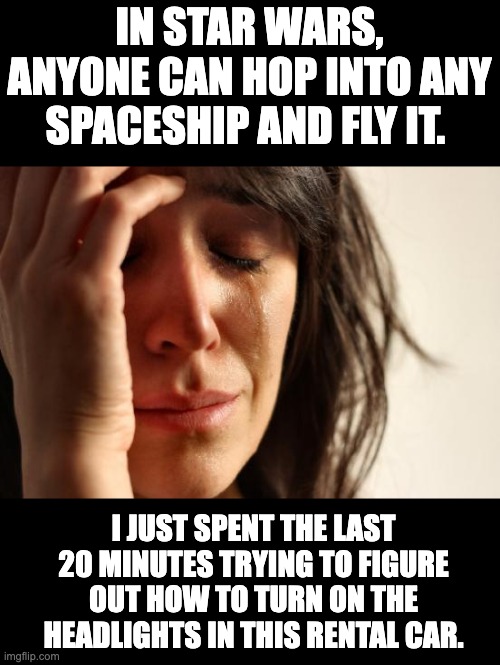 IN STAR WARS,
ANYONE CAN HOP INTO ANY
SPACESHIP AND FLY IT.
I JUST SPENT THE LAST
20 MINUTES TRYING TO FIGURE
OUT HOW TO TURN ON THE
HEADLIGHTS IN THIS RENTAL CAR.
imgflip.com